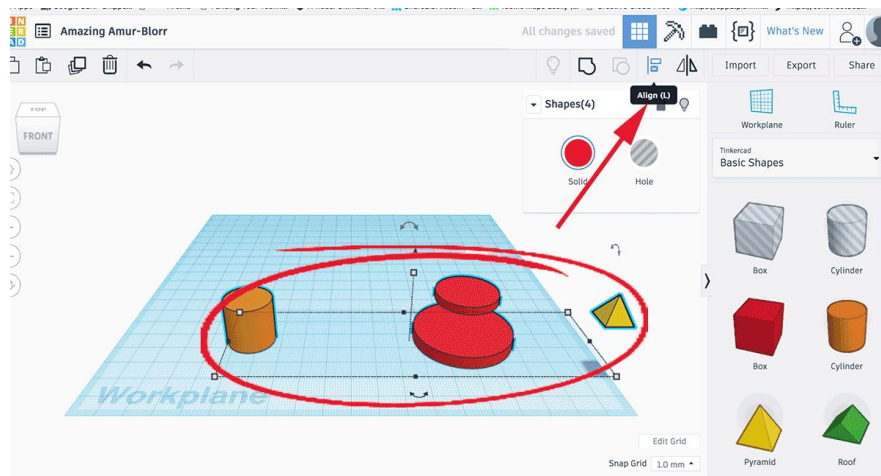 Amazing Amur-Blorr
All changes saved
What's New
Import
Export
Share
Align (L)
Shapes(4)
Solid
Hole
TOP
FRONT
Workplane
Ruler
Tinkercad
Basic Shapes
Box
Cylinder
Box
Cylinder
Pyramid
Roof
Workplane
Edit Grid
Snap Grid
1.0 mm